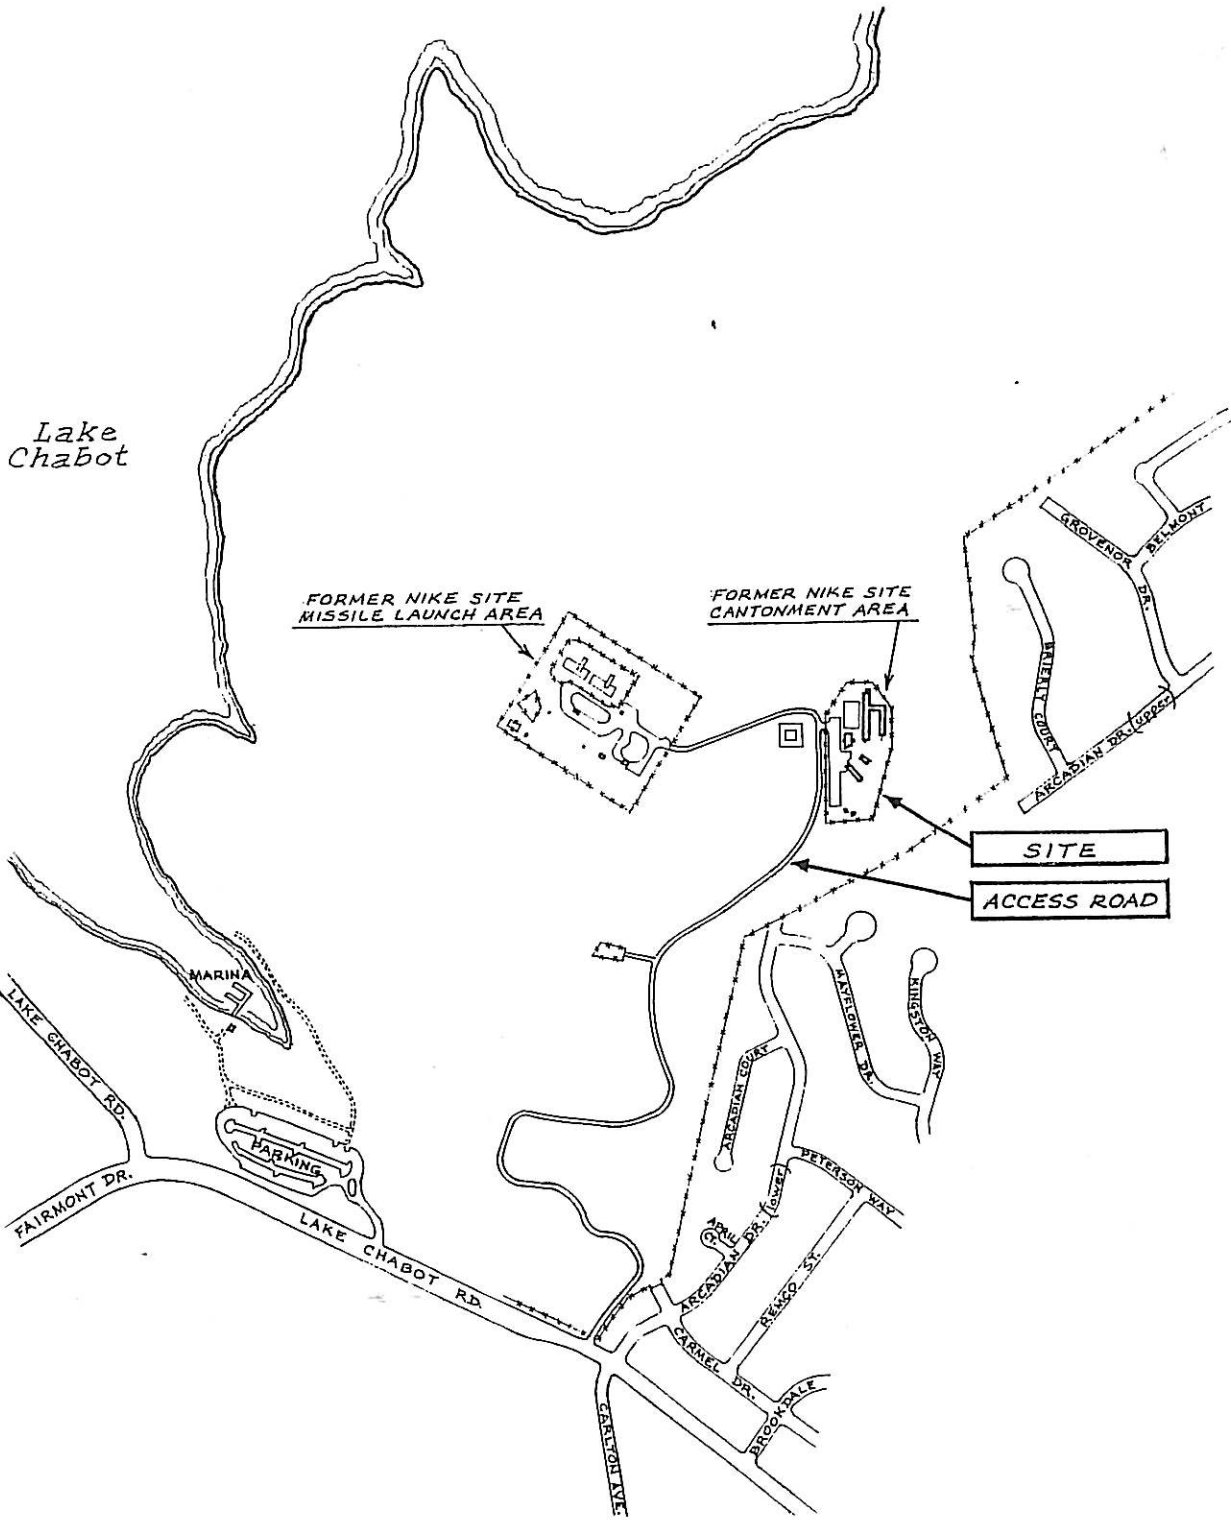 Lake
Chabot
GROVENOR
DR.
BELMONT
FORMER NIKE SITE
MISSILE LAUNCH AREA
FORMER NIKE SITE
CANTONMENT AREA
COURT
ARCADIAN DR. (upper)
SITE
ACCESS ROAD
MARINA
LAKE CHABOT RD.
MAYFLOWER DR.
KINGSTON WAY
ARCADIAN COURT
PARKING
FAIRMONT DR.
LAKE CHABOT RD.
PETERSON WAY
APRIL
CT.
ARCADIAN DR. (lower)
REMCO ST.
CARMEL DR.
BROOKDALE
CARLTON AVE.